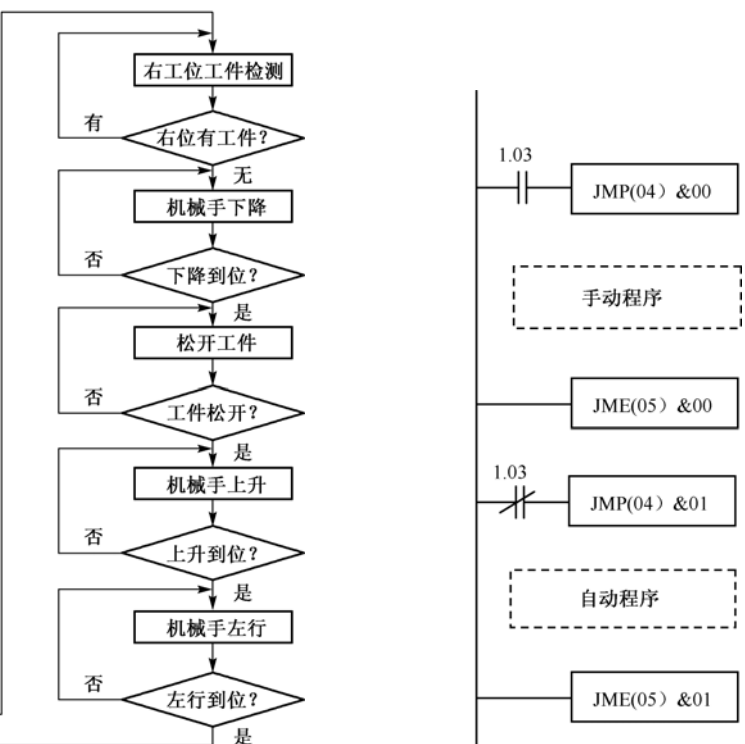 右工位工件检测
有
右位有工件?
无
机械手下降
否
下降到位?
是
松开工件
否
工件松开?
是
机械手上升
否
上升到位?
是
机械手左行
否
左行到位?
是
1.03
JMP(04）&00
手动程序
JME(05）&00
1.03
JMP(04）&01
自动程序
JME(05）&01